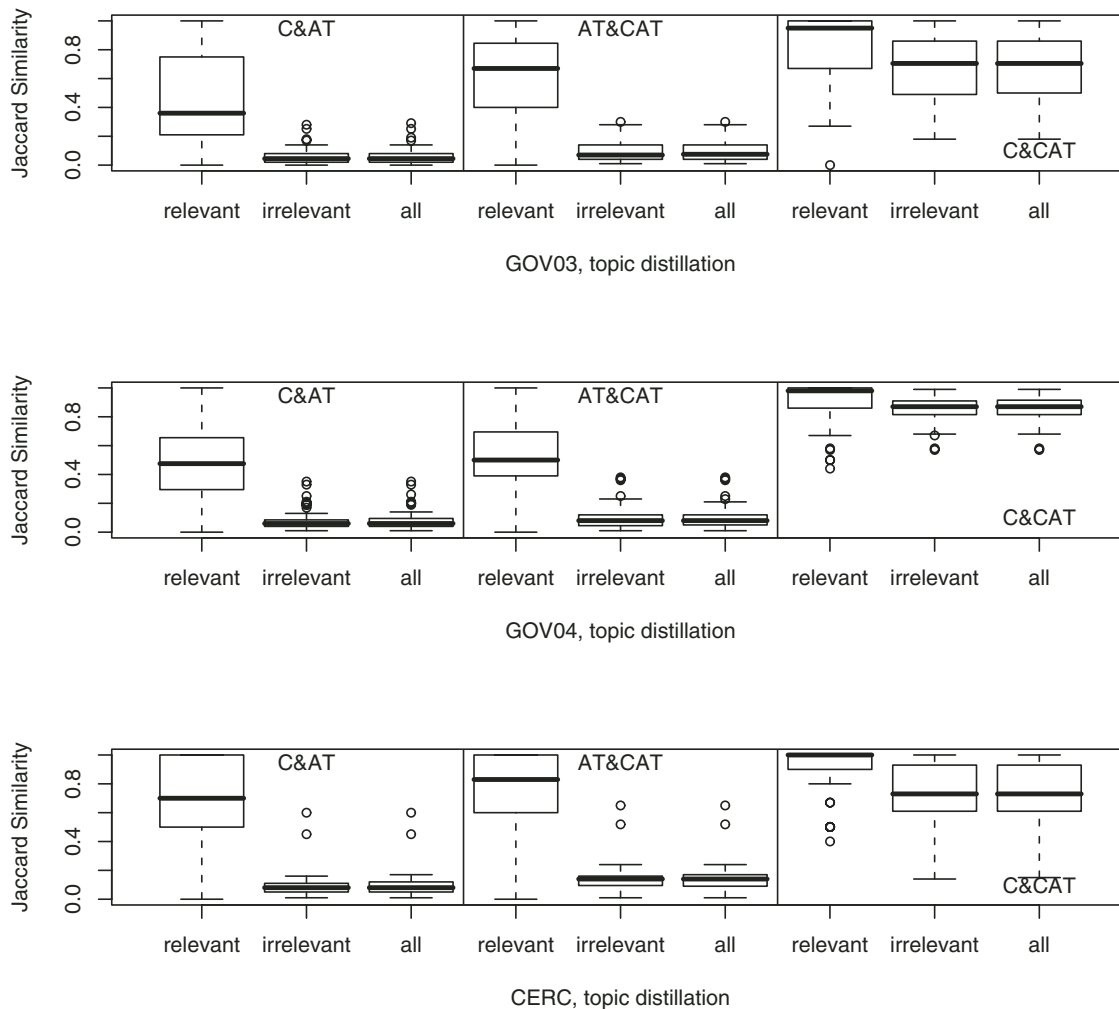 C&AT AT&CAT
Jaccard Similarity
0.8
0.4
0.0
C&CAT
relevant irrelevant all relevant irrelevant all relevant irrelevant all
GOV03, topic distillation
C&AT AT&CAT
Jaccard Similarity
0.8
0.4
0.0
C&CAT
relevant irrelevant all relevant irrelevant all relevant irrelevant all
GOV04, topic distillation
C&AT AT&CAT
Jaccard Similarity
0.8
0.4
0.0
C&CAT
relevant irrelevant all relevant irrelevant all relevant irrelevant all
CERC, topic distillation